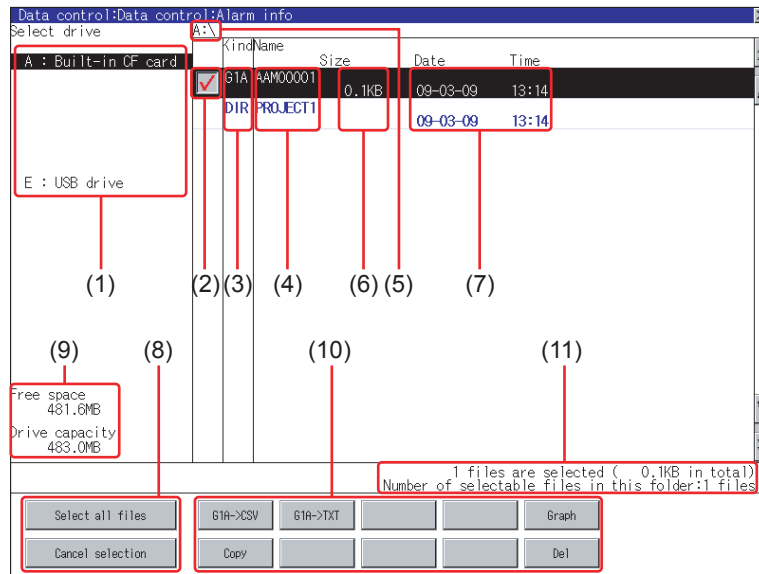 Data control:Data control:Alarm info
Select drive A:\
Kind Name Size Date Time
A : Built-in CF card
G1A AAM00001 0.1KB 09-03-09 13:14
DIR PROJECT1 09-03-09 13:14
E : USB drive
(1) (2) (3) (4) (6) (5) (7)
(9) (8) (10) (11)
Free space
481.6MB
Drive capacity
483.0MB
1 files are selected ( 0.1KB in total)
Number of selectable files in this folder:1 files
Select all files G1A->CSV G1A->TXT Graph
Cancel selection Copy Del